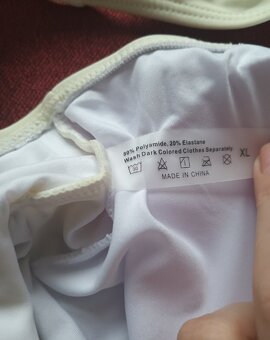 80% Polyamide, 20% Elastane
Wash Dark Colored Clothes Separately
XL
MADE IN CHINA